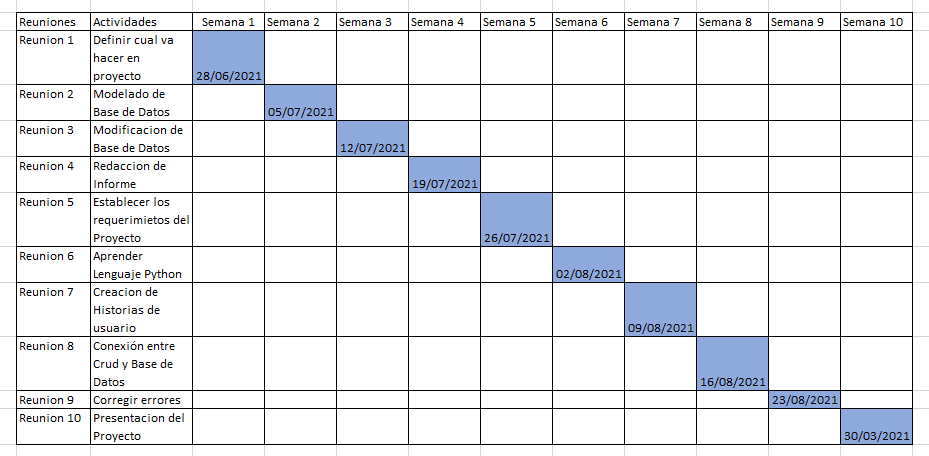 Reuniones Actividades Semana 1 Semana 2 Semana 3 Semana 4 Semana 5 Semana 6 Semana 7 Semana 8 Semana 9 Semana 10
Reunion 1 Definir cual va
hacer en
proyecto 28/06/2021
Reunion 2 Modelado de
Base de Datos 05/07/2021
Reunion 3 Modificacion de
Base de Datos 12/07/2021
Reunion 4 Redaccion de
Informe 19/07/2021
Reunion 5 Establecer los
requerimietos del
Proyecto 26/07/2021
Reunion 6 Aprender
Lenguaje Python 02/08/2021
Reunion 7 Creacion de
Historias de
usuario 09/08/2021
Reunion 8 Conexión entre
Crud y Base de
Datos 16/08/2021
Reunion 9 Corregir errores 23/08/2021
Reunion 10 Presentacion del
Proyecto 30/03/2021